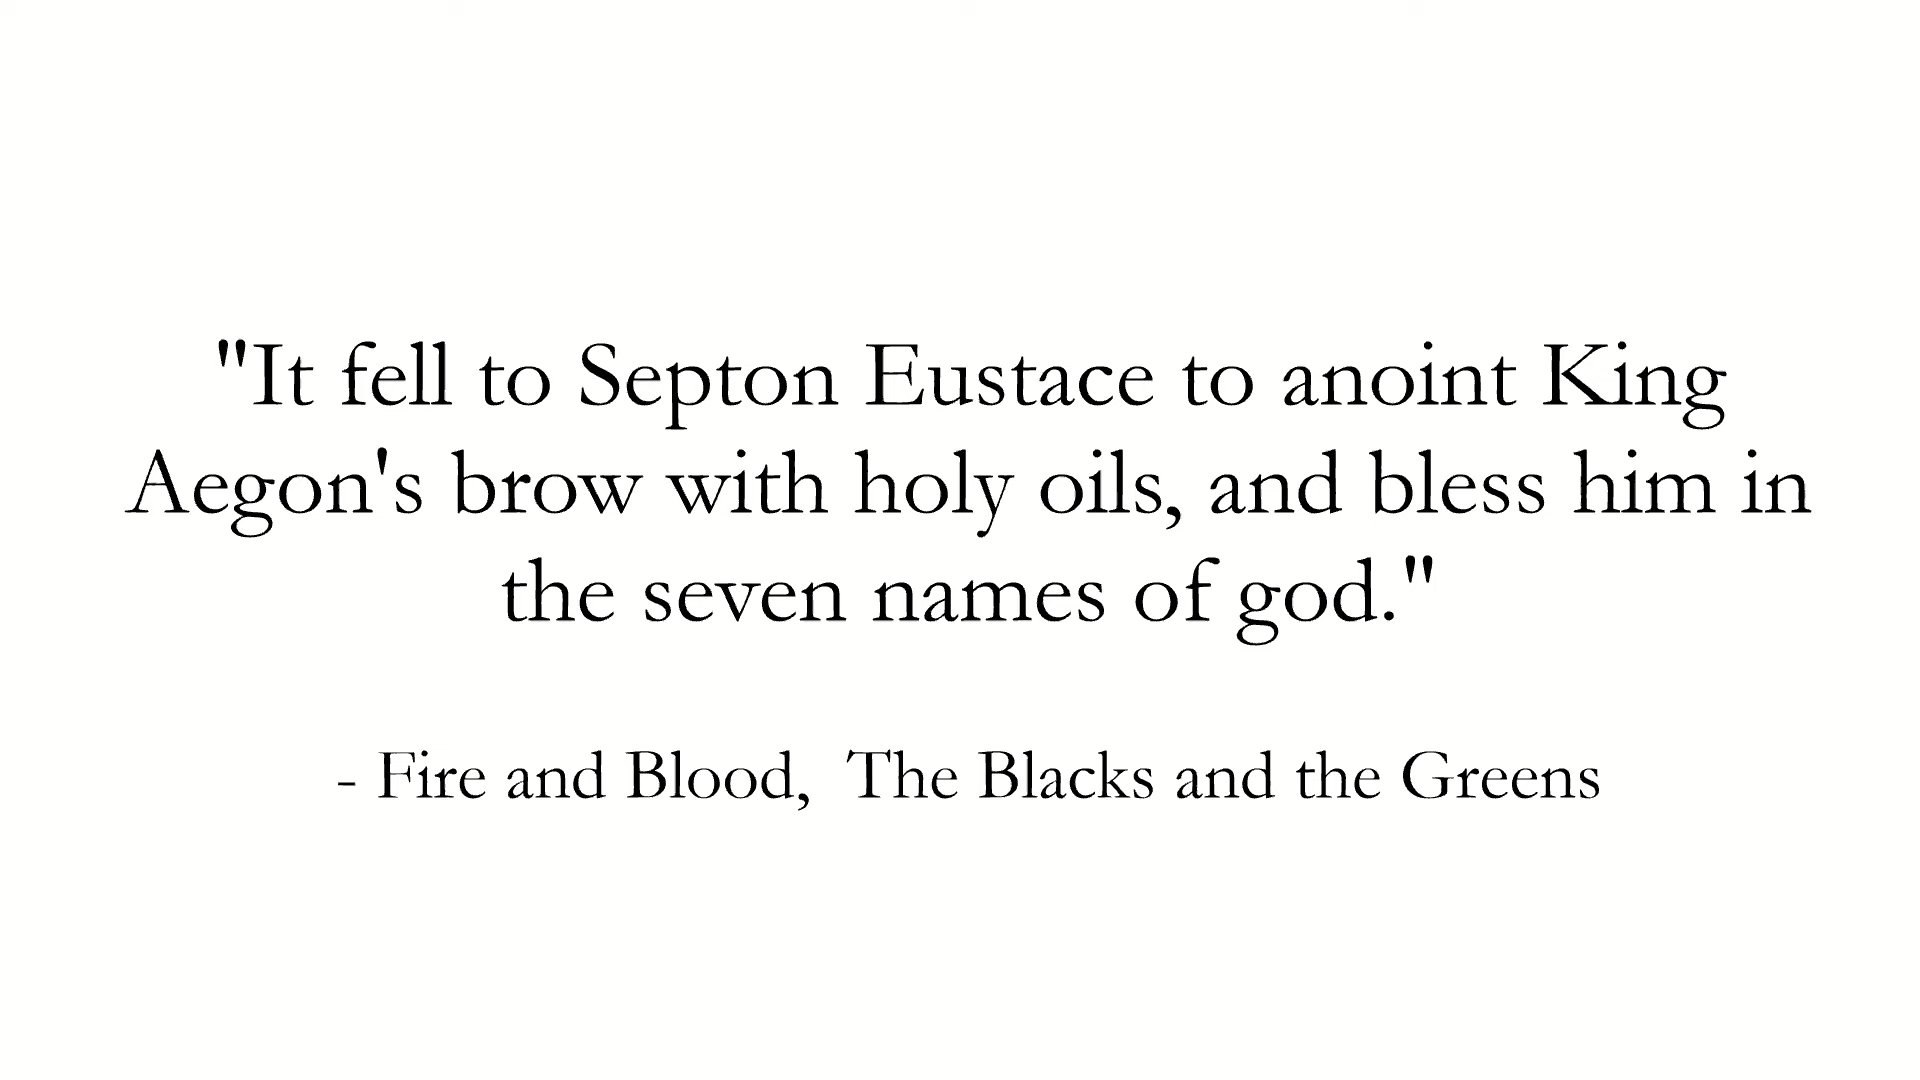 "It fell to Septon Eustace to anoint King
Aegon's brow with holy oils, and bless him in
the seven names of god."
- Fire and Blood,  The Blacks and the Greens